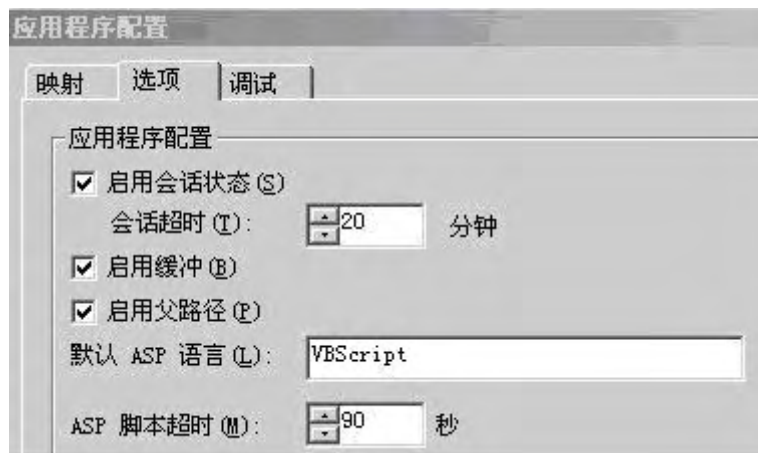 应用程序配置
映射 选项 调试
应用程序配置
启用会话状态(S)
会话超时(T): 20 分钟
启用缓冲(B)
启用父路径(P)
默认 ASP 语言(L): VBScript
ASP 脚本超时(M): 90 秒